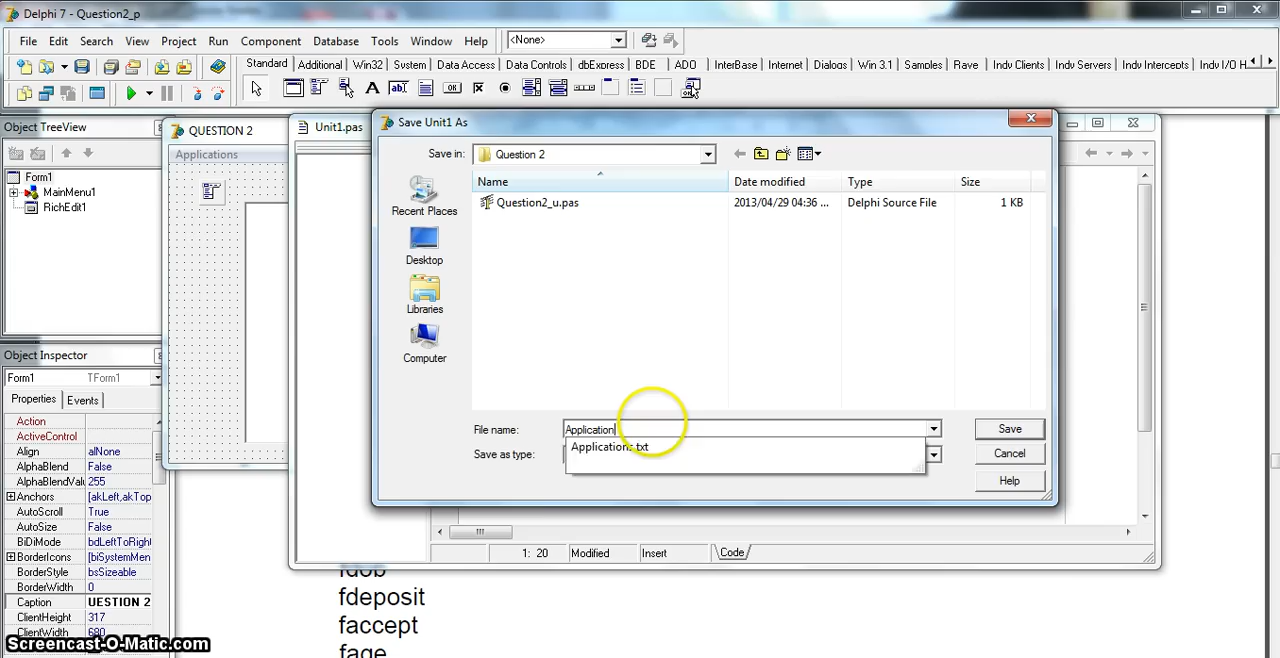 Delphi 7 - Question2_p
File Edit Search View Project Run Component Database Tools Window Help <None>
Standard Additional Win32 System Data Access Data Controls dbExpress BDE ADO InterBase Internet Dialogs Win 3.1 Samples Rave Indy Clients Indy Servers Indy Intercepts Indy I/O H
Object TreeView
Form1
MainMenu1
RichEdit1
QUESTION 2
Applications
Unit1.pas
Save Unit1 As
Save in: Question 2
Name Date modified Type Size
Question2_u.pas 2013/04/29 04:36 ... Delphi Source File 1 KB
Recent Places
Desktop
Libraries
Computer
File name: Application Save
Applications.txt
Save as type: Cancel
Help
Object Inspector
Form1 TForm1
Properties Events
Action
ActiveControl
Align alNone
AlphaBlend False
AlphaBlendValu 255
Anchors [akLeft,akTop
AutoScroll True
AutoSize False
BiDiMode bdLeftToRigh
BorderIcons [biSystemMen
BorderStyle bsSizeable
BorderWidth 0
Caption UESTION 2
ClientHeight 317
ClientWidth 680
1: 20 Modified Insert Code
fdob
fdeposit
faccept
fage
Screencast-O-Matic.com